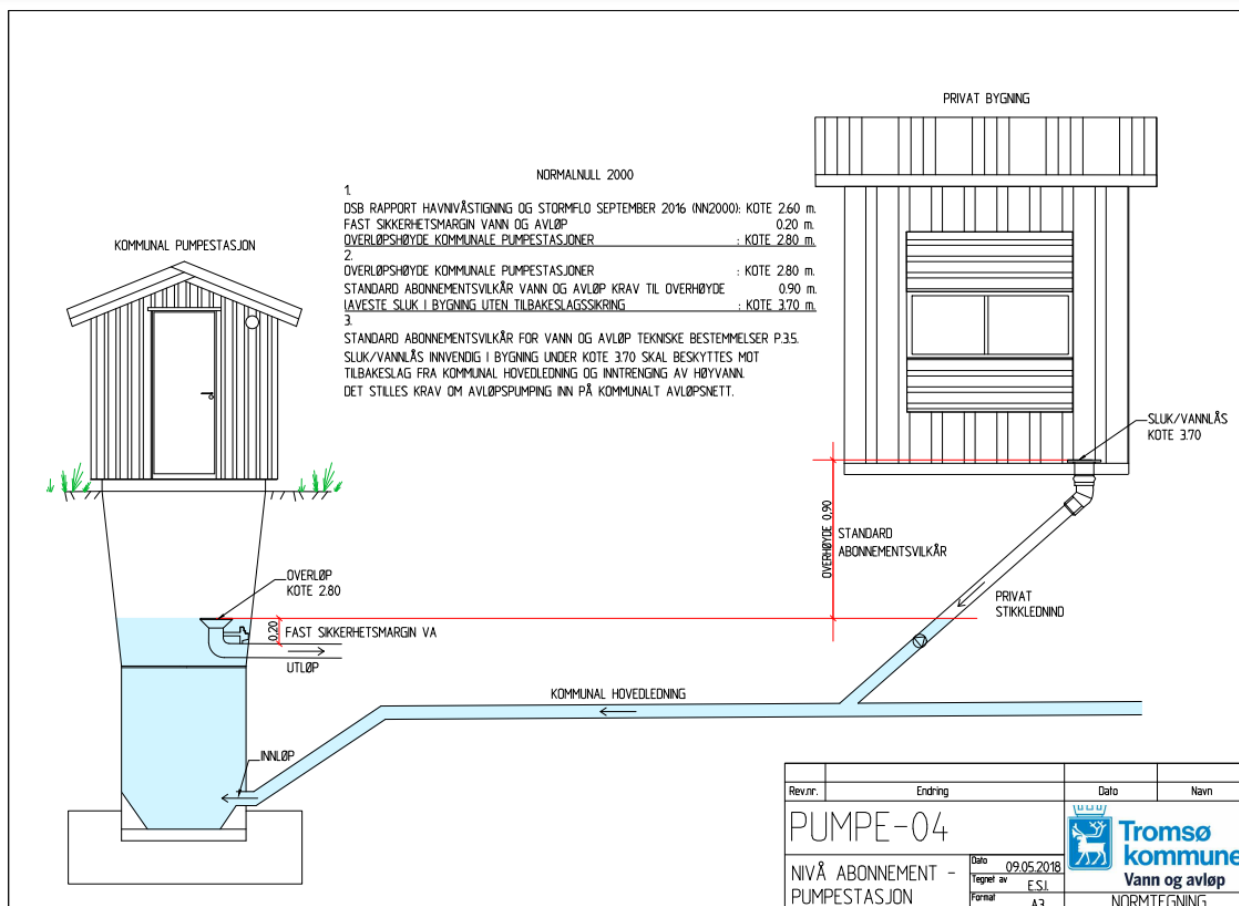 PRIVAT BYGNING
NORMALNULL 2000
1.
DSB RAPPORT HAVNIVÅSTIGNING OG STORMFLO SEPTEMBER 2016 (NN2000): KOTE 2.60 m.
FAST SIKKERHETSMARGIN VANN OG AVLØP 0.20 m.
OVERLØPSHØYDE KOMMUNALE PUMPESTASJONER : KOTE 2.80 m.
2.
OVERLØPSHØYDE KOMMUNALE PUMPESTASJONER : KOTE 2.80 m.
STANDARD ABONNEMENTSVILKÅR VANN OG AVLØP KRAV TIL OVERHØYDE 0.90 m.
LAVESTE SLUK I BYGNING UTEN TILBAKESLAGSSIKRING : KOTE 3.70 m.
3.
STANDARD ABONNEMENTSVILKÅR FOR VANN OG AVLØP TEKNISKE BESTEMMELSER P.3.5.
SLUK/VANNLÅS INNVENDIG I BYGNING UNDER KOTE 3.70 SKAL BESKYTTES MOT
TILBAKESLAG FRA KOMMUNAL HOVEDLEDNING OG INNTRENGING AV HØYVANN.
DET STILLES KRAV OM AVLØPSPUMPING INN PÅ KOMMUNALT AVLØPSNETT.
KOMMUNAL PUMPESTASJON
SLUK/VANNLÅS
KOTE 3.70
OVERHØYDE 0.90
STANDARD
ABONNEMENTSVILKÅR
OVERLØP
KOTE 2.80
PRIVAT
STIKKLEDNIND
0.20
FAST SIKKERHETSMARGIN VA
UTLØP
KOMMUNAL HOVEDLEDNING
INNLØP
Rev.nr. Endring Dato Navn
PUMPE-04
Tromsø
kommune
Vann og avløp
NIVÅ ABONNEMENT -
PUMPESTASJON
Dato 09.05.2018
Tegnet av E.S.I.
Format A3
NORMTEGNING